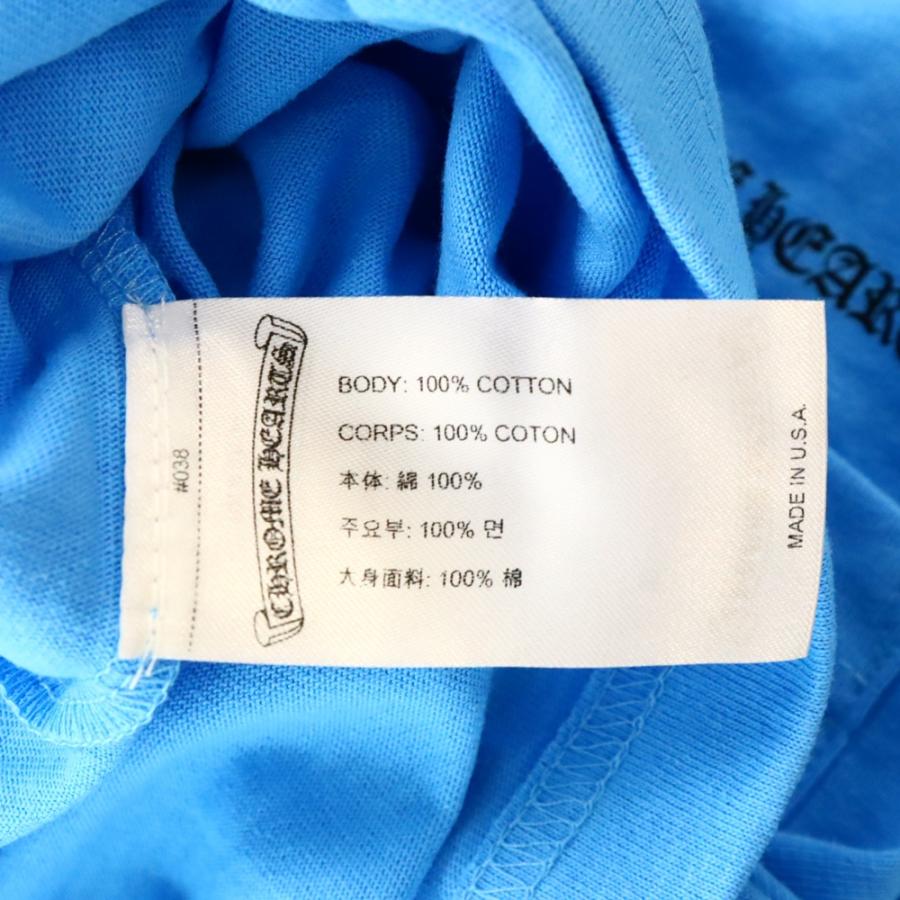 #038
CHROME HEARTS
BODY: 100% COTTON
CORPS: 100% COTON
本体: 綿 100%
주요부: 100% 면
大身面料: 100% 棉
MADE IN U.S.A.